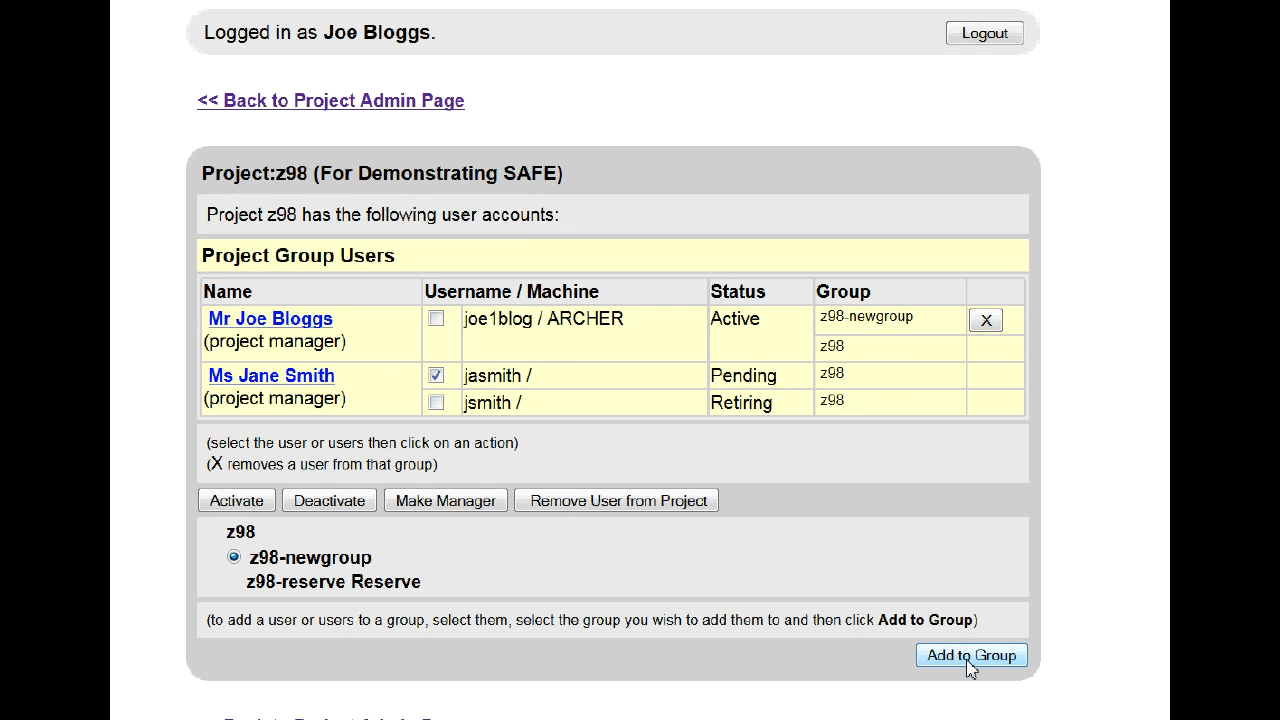 Logged in as Joe Bloggs.
Logout
<< Back to Project Admin Page
Project:z98 (For Demonstrating SAFE)
Project z98 has the following user accounts:
Project Group Users
Name Username / Machine Status Group
Mr Joe Bloggs joe1blog / ARCHER Active z98-newgroup X
(project manager) z98
Ms Jane Smith jasmith / Pending z98
(project manager) jsmith / Retiring z98
(select the user or users then click on an action)
(X removes a user from that group)
Activate Deactivate Make Manager Remove User from Project
z98
z98-newgroup
z98-reserve Reserve
(to add a user or users to a group, select them, select the group you wish to add them to and then click Add to Group)
Add to Group